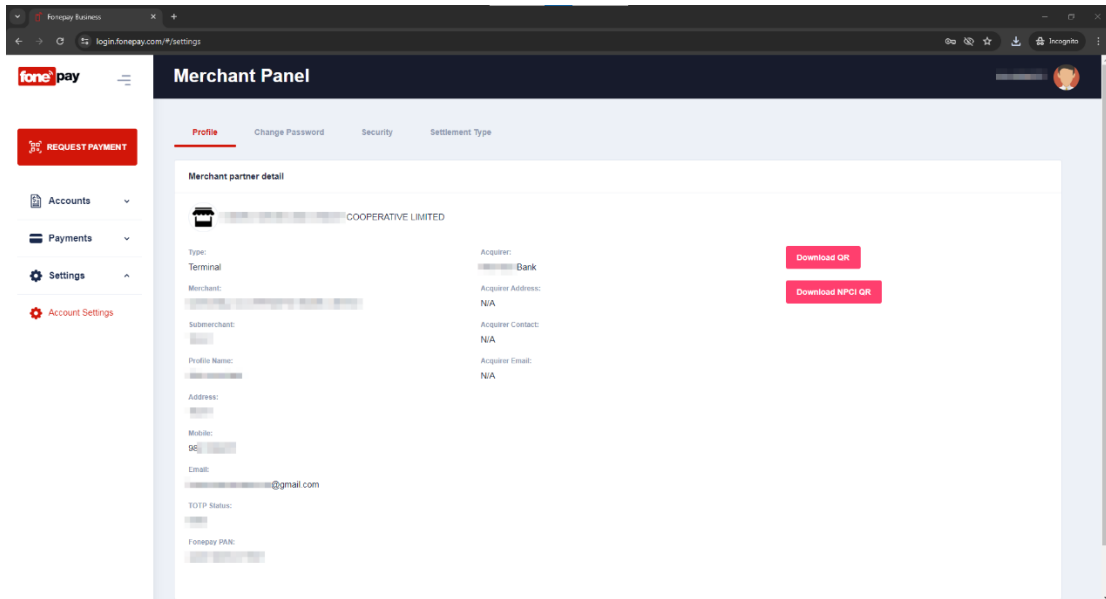 Fonepay Business
login.fonepay.com/#/settings
Incognito
fone pay
Merchant Panel
REQUEST PAYMENT
Accounts
Payments
Settings
Account Settings
Profile Change Password Security Settlement Type
Merchant partner detail
COOPERATIVE LIMITED
Type:
Terminal
Merchant:
Submerchant:
Profile Name:
Address:
Mobile:
98
Email:
@gmail.com
TOTP Status:
Fonepay PAN:
Acquirer:
Bank
Acquirer Address:
N/A
Acquirer Contact:
N/A
Acquirer Email:
N/A
Download QR
Download NPCI QR